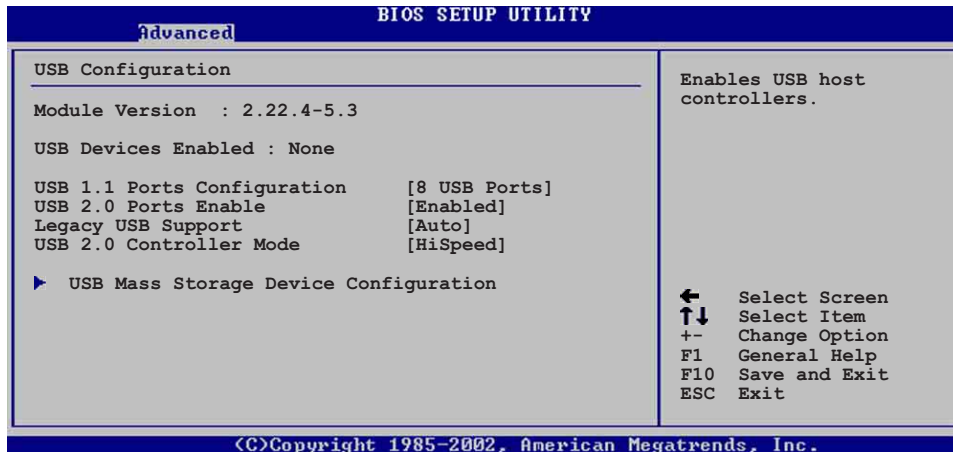 BIOS SETUP UTILITY
Advanced
USB Configuration
Module Version : 2.22.4-5.3
USB Devices Enabled : None
USB 1.1 Ports Configuration [8 USB Ports]
USB 2.0 Ports Enable [Enabled]
Legacy USB Support [Auto]
USB 2.0 Controller Mode [HiSpeed]
USB Mass Storage Device Configuration
Enables USB host
controllers.
Select Screen
Select Item
+- Change Option
F1 General Help
F10 Save and Exit
ESC Exit
(C)Copyright 1985-2002, American Megatrends, Inc.